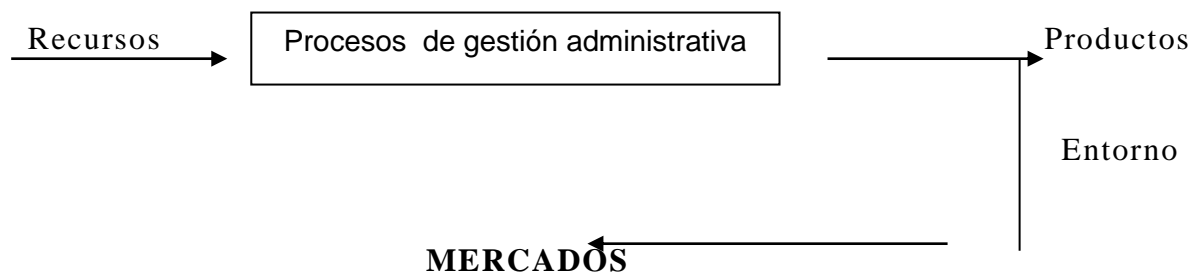 Recursos
Procesos de gestión administrativa
Productos
Entorno
MERCADOS